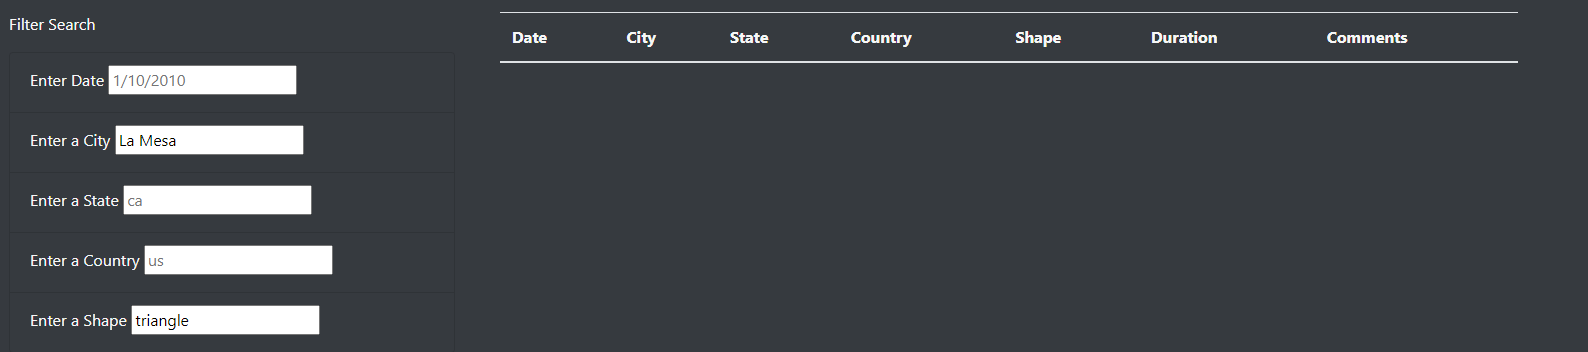 Filter Search
Enter Date 1/10/2010
Enter a City La Mesa
Enter a State ca
Enter a Country us
Enter a Shape triangle
Date City State Country Shape Duration Comments